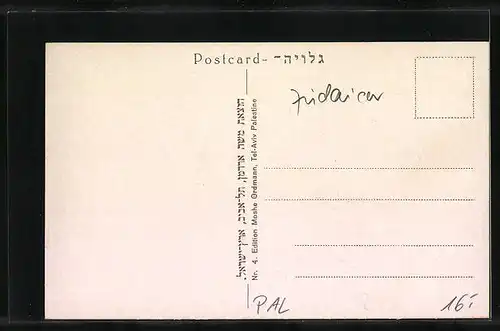 Postcard- -גלויה
Judaica
הוצאת משה ארדמן, תל-אביב, ארץ-ישראל.
Nr. 4. Edition Moshe Ordmann, Tel-Aviv Palestine
PAL
16.-